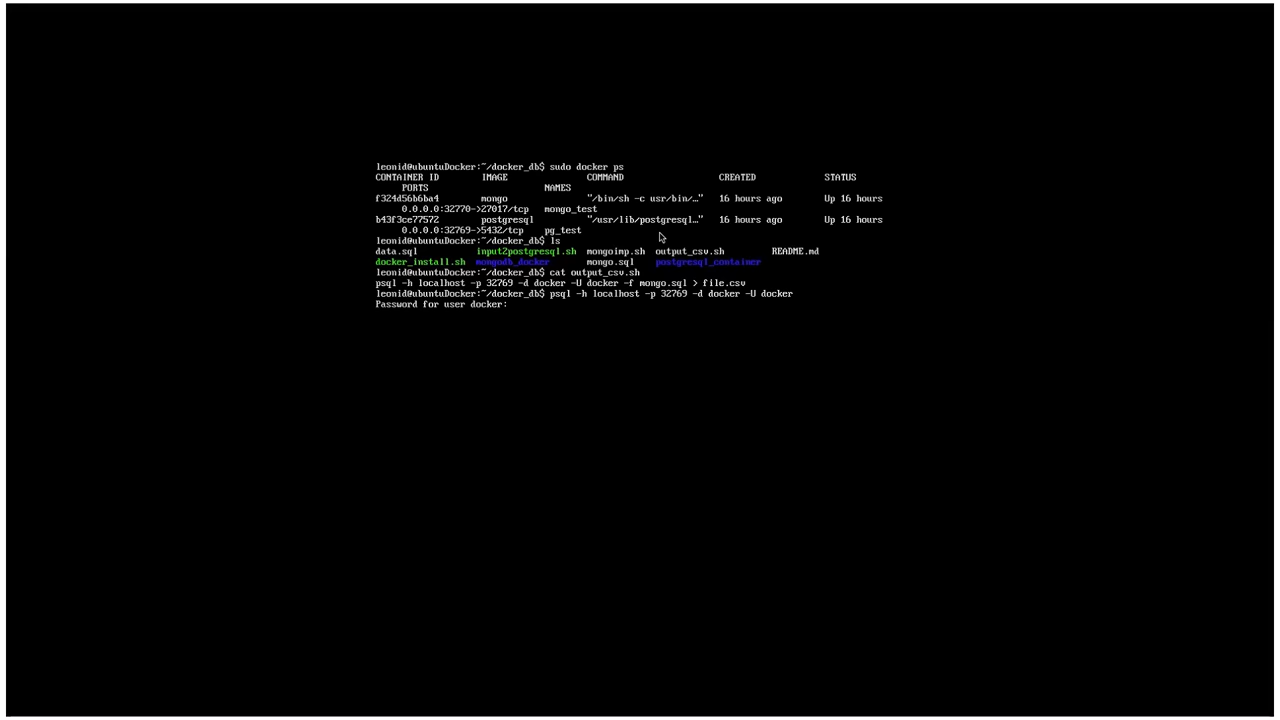 leonid@ubuntuDocker:~/docker_db$ sudo docker ps
CONTAINER ID IMAGE COMMAND CREATED STATUS
PORTS NAMES
f324d56b6ba4 mongo "/bin/sh -c usr/bin/…" 16 hours ago Up 16 hours
0.0.0.0:32770->27017/tcp mongo_test
b43f3ce77572 postgresql "/usr/lib/postgresql…" 16 hours ago Up 16 hours
0.0.0.0:32769->5432/tcp pg_test
leonid@ubuntuDocker:~/docker_db$ ls
data.sql input2postgresql.sh mongoimp.sh output_csv.sh README.md
docker_install.sh mongodb_docker mongo.sql postgresql_container
leonid@ubuntuDocker:~/docker_db$ cat output_csv.sh
psql -h localhost -p 32769 -d docker -U docker -f mongo.sql > file.csv
leonid@ubuntuDocker:~/docker_db$ psql -h localhost -p 32769 -d docker -U docker
Password for user docker: